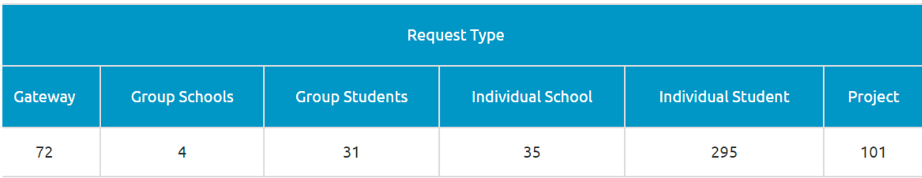 Request Type
Gateway Group Schools Group Students Individual School Individual Student Project
72 4 31 35 295 101